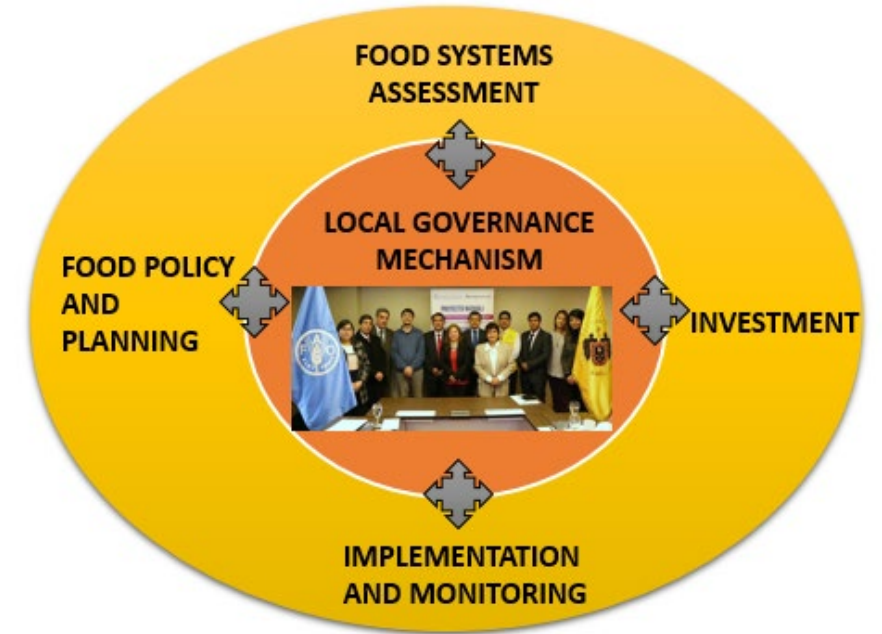 FOOD SYSTEMS
ASSESSMENT
LOCAL GOVERNANCE
MECHANISM
FOOD POLICY
AND
PLANNING
INVESTMENT
IMPLEMENTATION
AND MONITORING